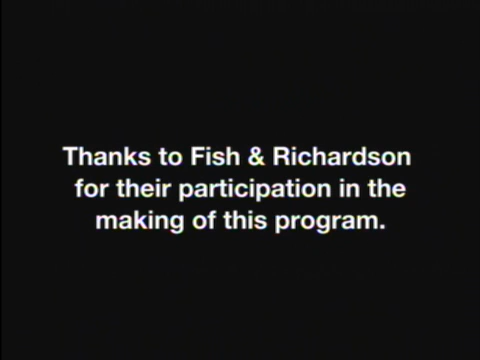 Thanks to Fish & Richardson
for their participation in the
making of this program.